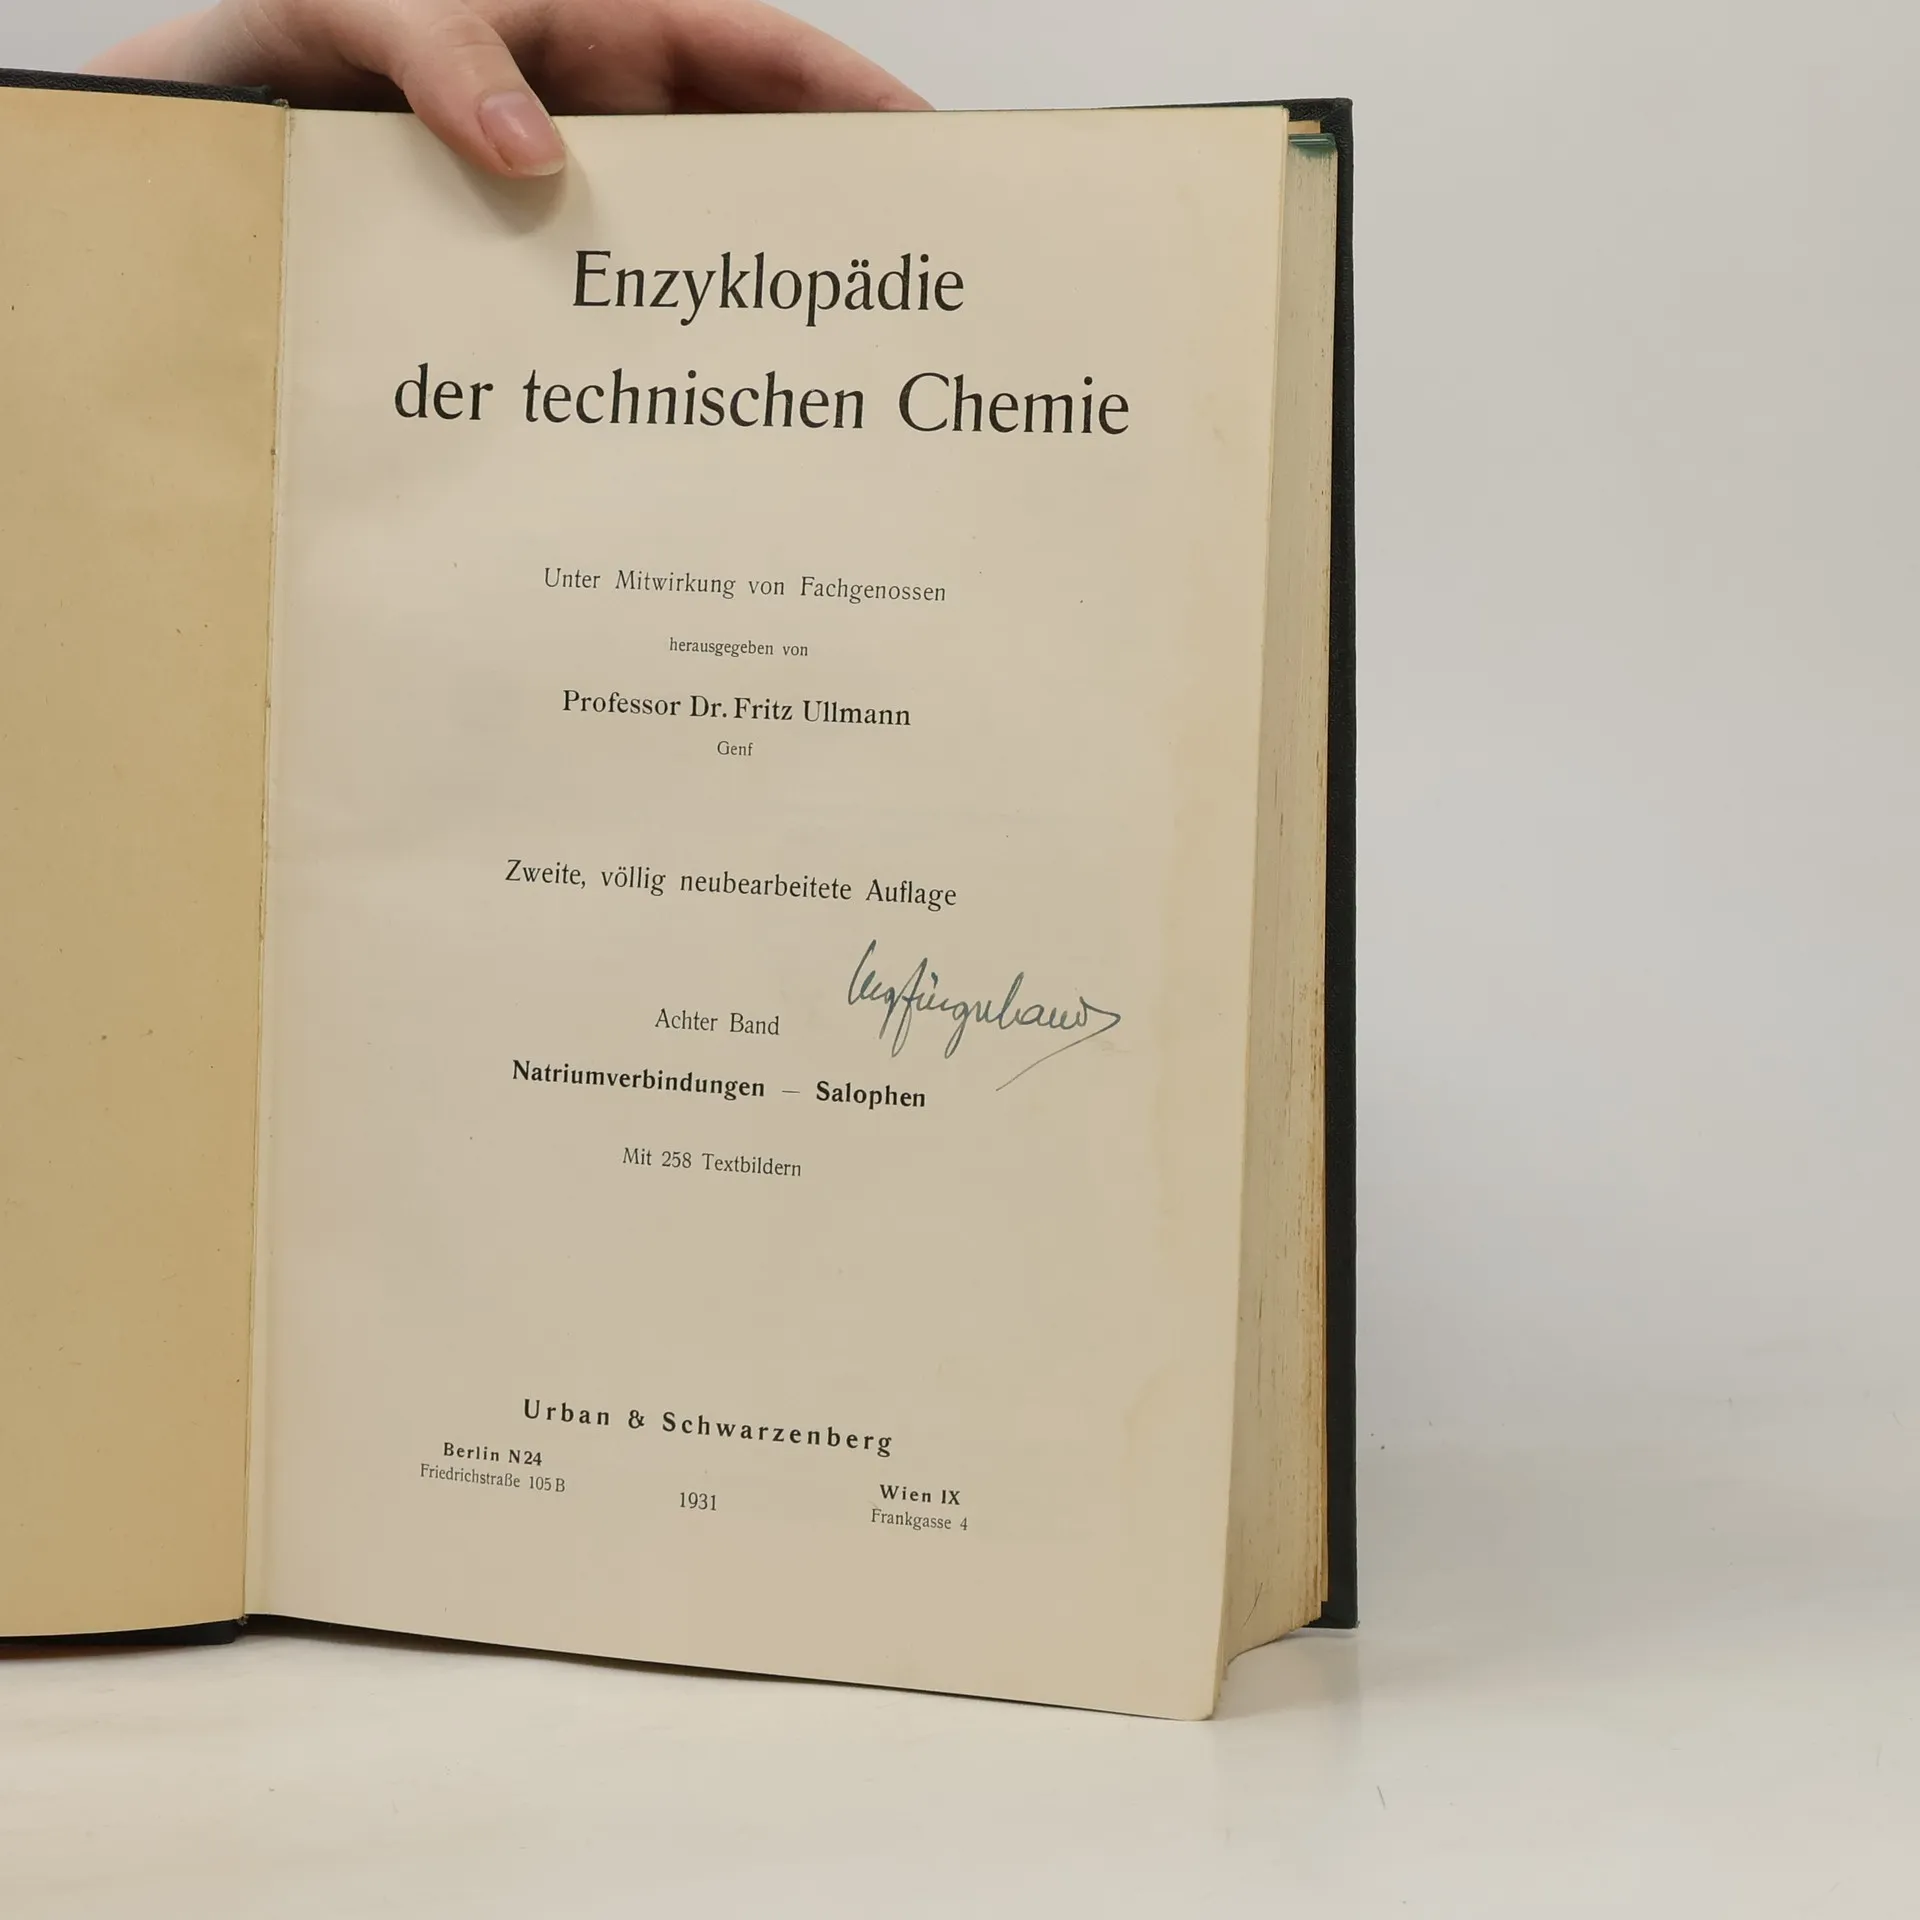 Enzyklopädie
der technischen Chemie
Unter Mitwirkung von Fachgenossen
herausgegeben von
Professor Dr. Fritz Ullmann
Genf
Zweite, völlig neubearbeitete Auflage
Achter Band
Natriumverbindungen — Salophen
Mit 258 Textbildern
Urban & Schwarzenberg
Berlin N 24
Friedrichstraße 105 B
1931
Wien IX
Frankgasse 4